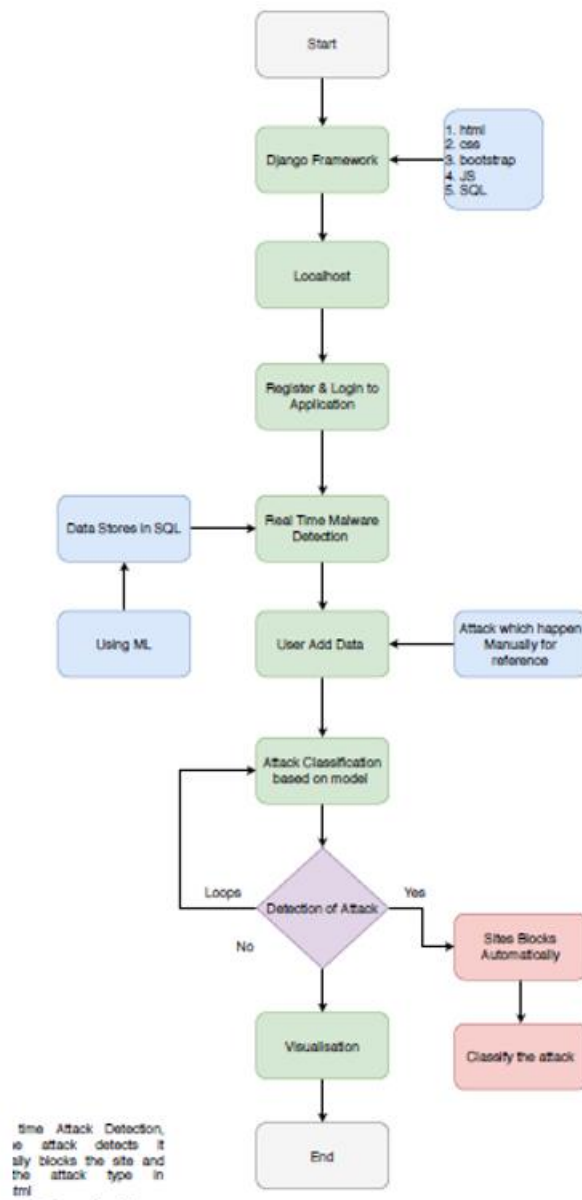 Start
Django Framework
1. html
2. css
3. bootstrap
4. JS
5. SQL
Localhost
Register & Login to
Application
Data Stores in SQL
Real Time Malware
Detection
Using ML
User Add Data
Attack which happen
Manually for
reference
Attack Classification
based on model
Loops
Detection of Attack
Yes
No
Sites Blocks
Automatically
Visualisation
Classify the attack
End
time Attack Detection,
attack detects it
blocks the site and
the attack type in